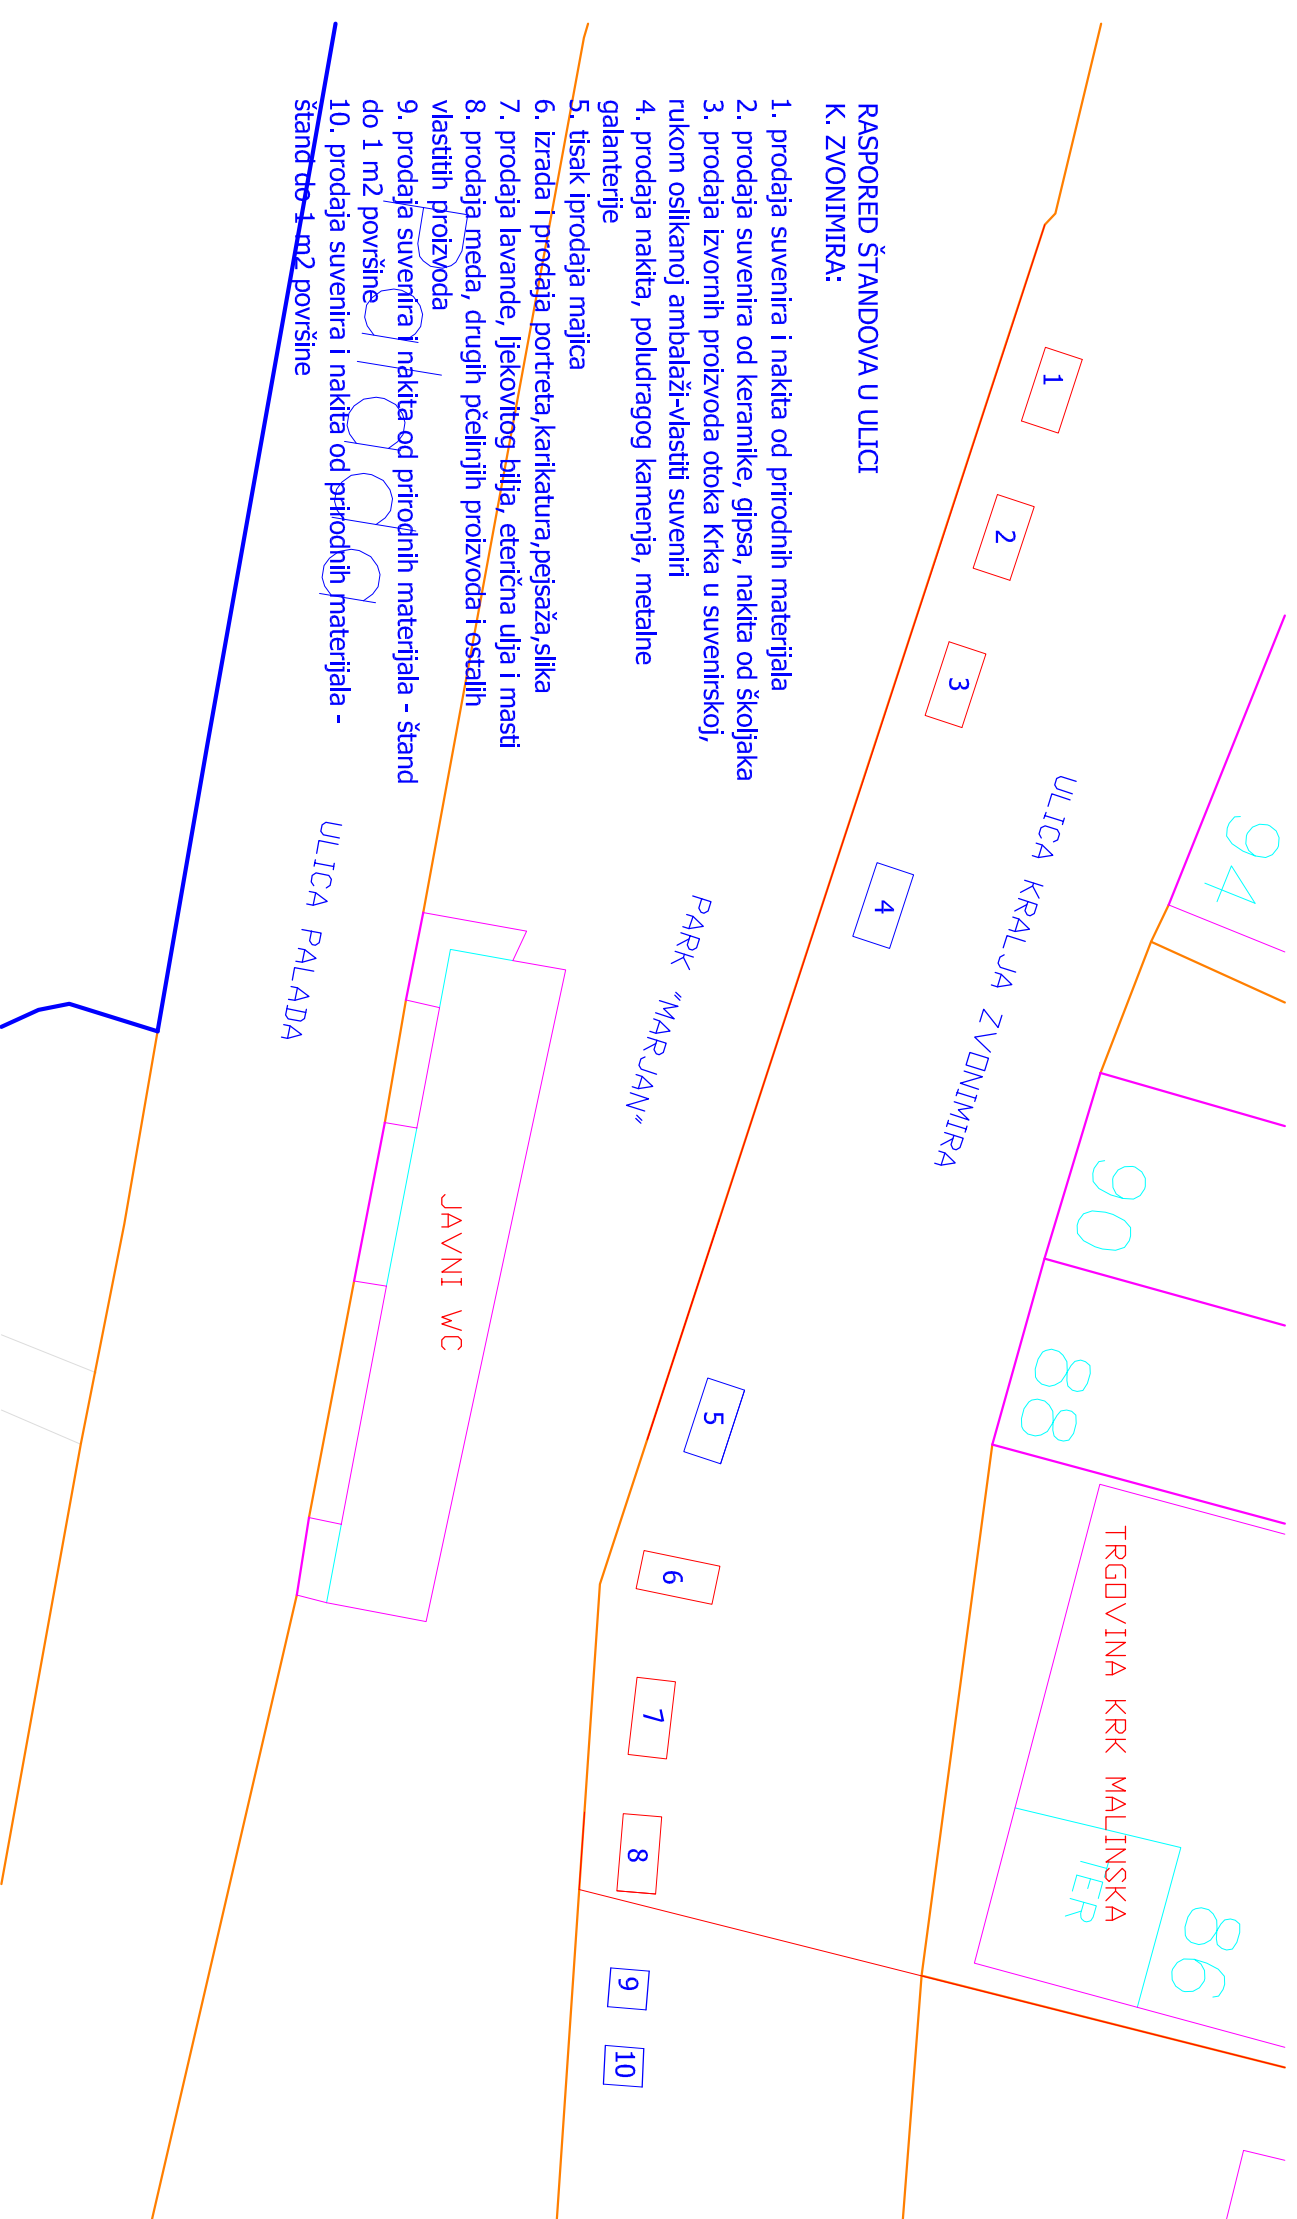 RASPORED ŠTANDOVA U ULICI
K. ZVONIMIRA:
1. prodaja suvenira i nakita od prirodnih materijala
2. prodaja suvenira od keramike, gipsa, nakita od školjaka
3. prodaja izvornih proizvoda otoka Krka u suvenirskoj,
rukom oslikanoj ambalaži-vlastiti suveniri
4. prodaja nakita, poludragog kamenja, metalne
galanterije
5. tisak iprodaja majica
6. izrada i prodaja portreta,karikatura,pejsaža,slika
7. prodaja lavande, ljekovitog bilja, eterična ulja i masti
8. prodaja meda, drugih pčelinjih proizvoda i ostalih
vlastitih proizvoda
9. prodaja suvenira i nakita od prirodnih materijala - štand
do 1 m2 površine
10. prodaja suvenira i nakita od prirodnih materijala -
štand do 1 m2 površine
Palada
1
2
3
4
5
6
7
8
9
10
ULICA KRALJA ZVONIMIRA
PARK "MARJAN"
ULICA PALADA
JAVNI WC
TRGOVINA KRK MALINSKA
TER
94
90
88
86